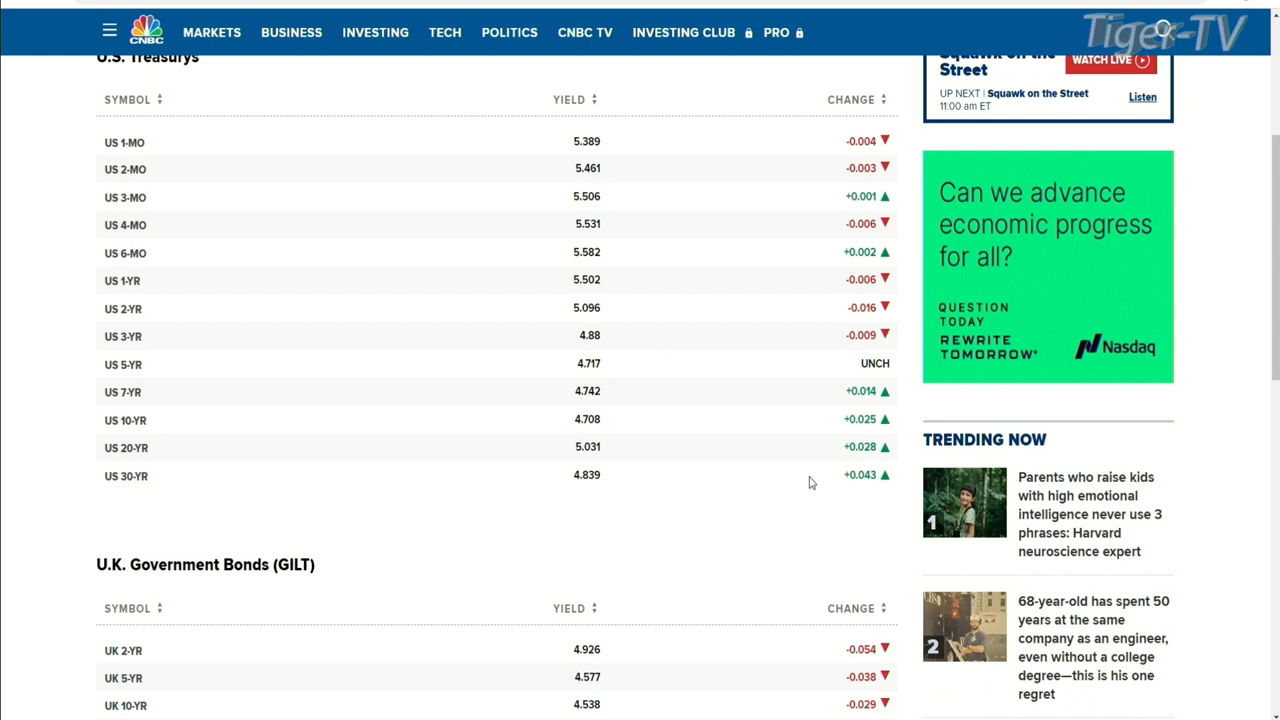 CNBC
MARKETS
BUSINESS
INVESTING
TECH
POLITICS
CNBC TV
INVESTING CLUB
PRO
Tiger-TV
U.S. Treasurys
SYMBOL YIELD CHANGE
US 1-MO 5.389 -0.004
US 2-MO 5.461 -0.003
US 3-MO 5.506 +0.001
US 4-MO 5.531 -0.006
US 6-MO 5.582 +0.002
US 1-YR 5.502 -0.006
US 2-YR 5.096 -0.016
US 3-YR 4.88 -0.009
US 5-YR 4.717 UNCH
US 7-YR 4.742 +0.014
US 10-YR 4.708 +0.025
US 20-YR 5.031 +0.028
US 30-YR 4.839 +0.043
U.K. Government Bonds (GILT)
SYMBOL YIELD CHANGE
UK 2-YR 4.926 -0.054
UK 5-YR 4.577 -0.038
UK 10-YR 4.538 -0.029
Squawk on the
Street
WATCH LIVE
UP NEXT | Squawk on the Street
11:00 am ET
Listen
Can we advance
economic progress
for all?
QUESTION
TODAY
REWRITE
TOMORROW®
Nasdaq
TRENDING NOW
1
Parents who raise kids
with high emotional
intelligence never use 3
phrases: Harvard
neuroscience expert
2
68-year-old has spent 50
years at the same
company as an engineer,
even without a college
degree—this is his one
regret